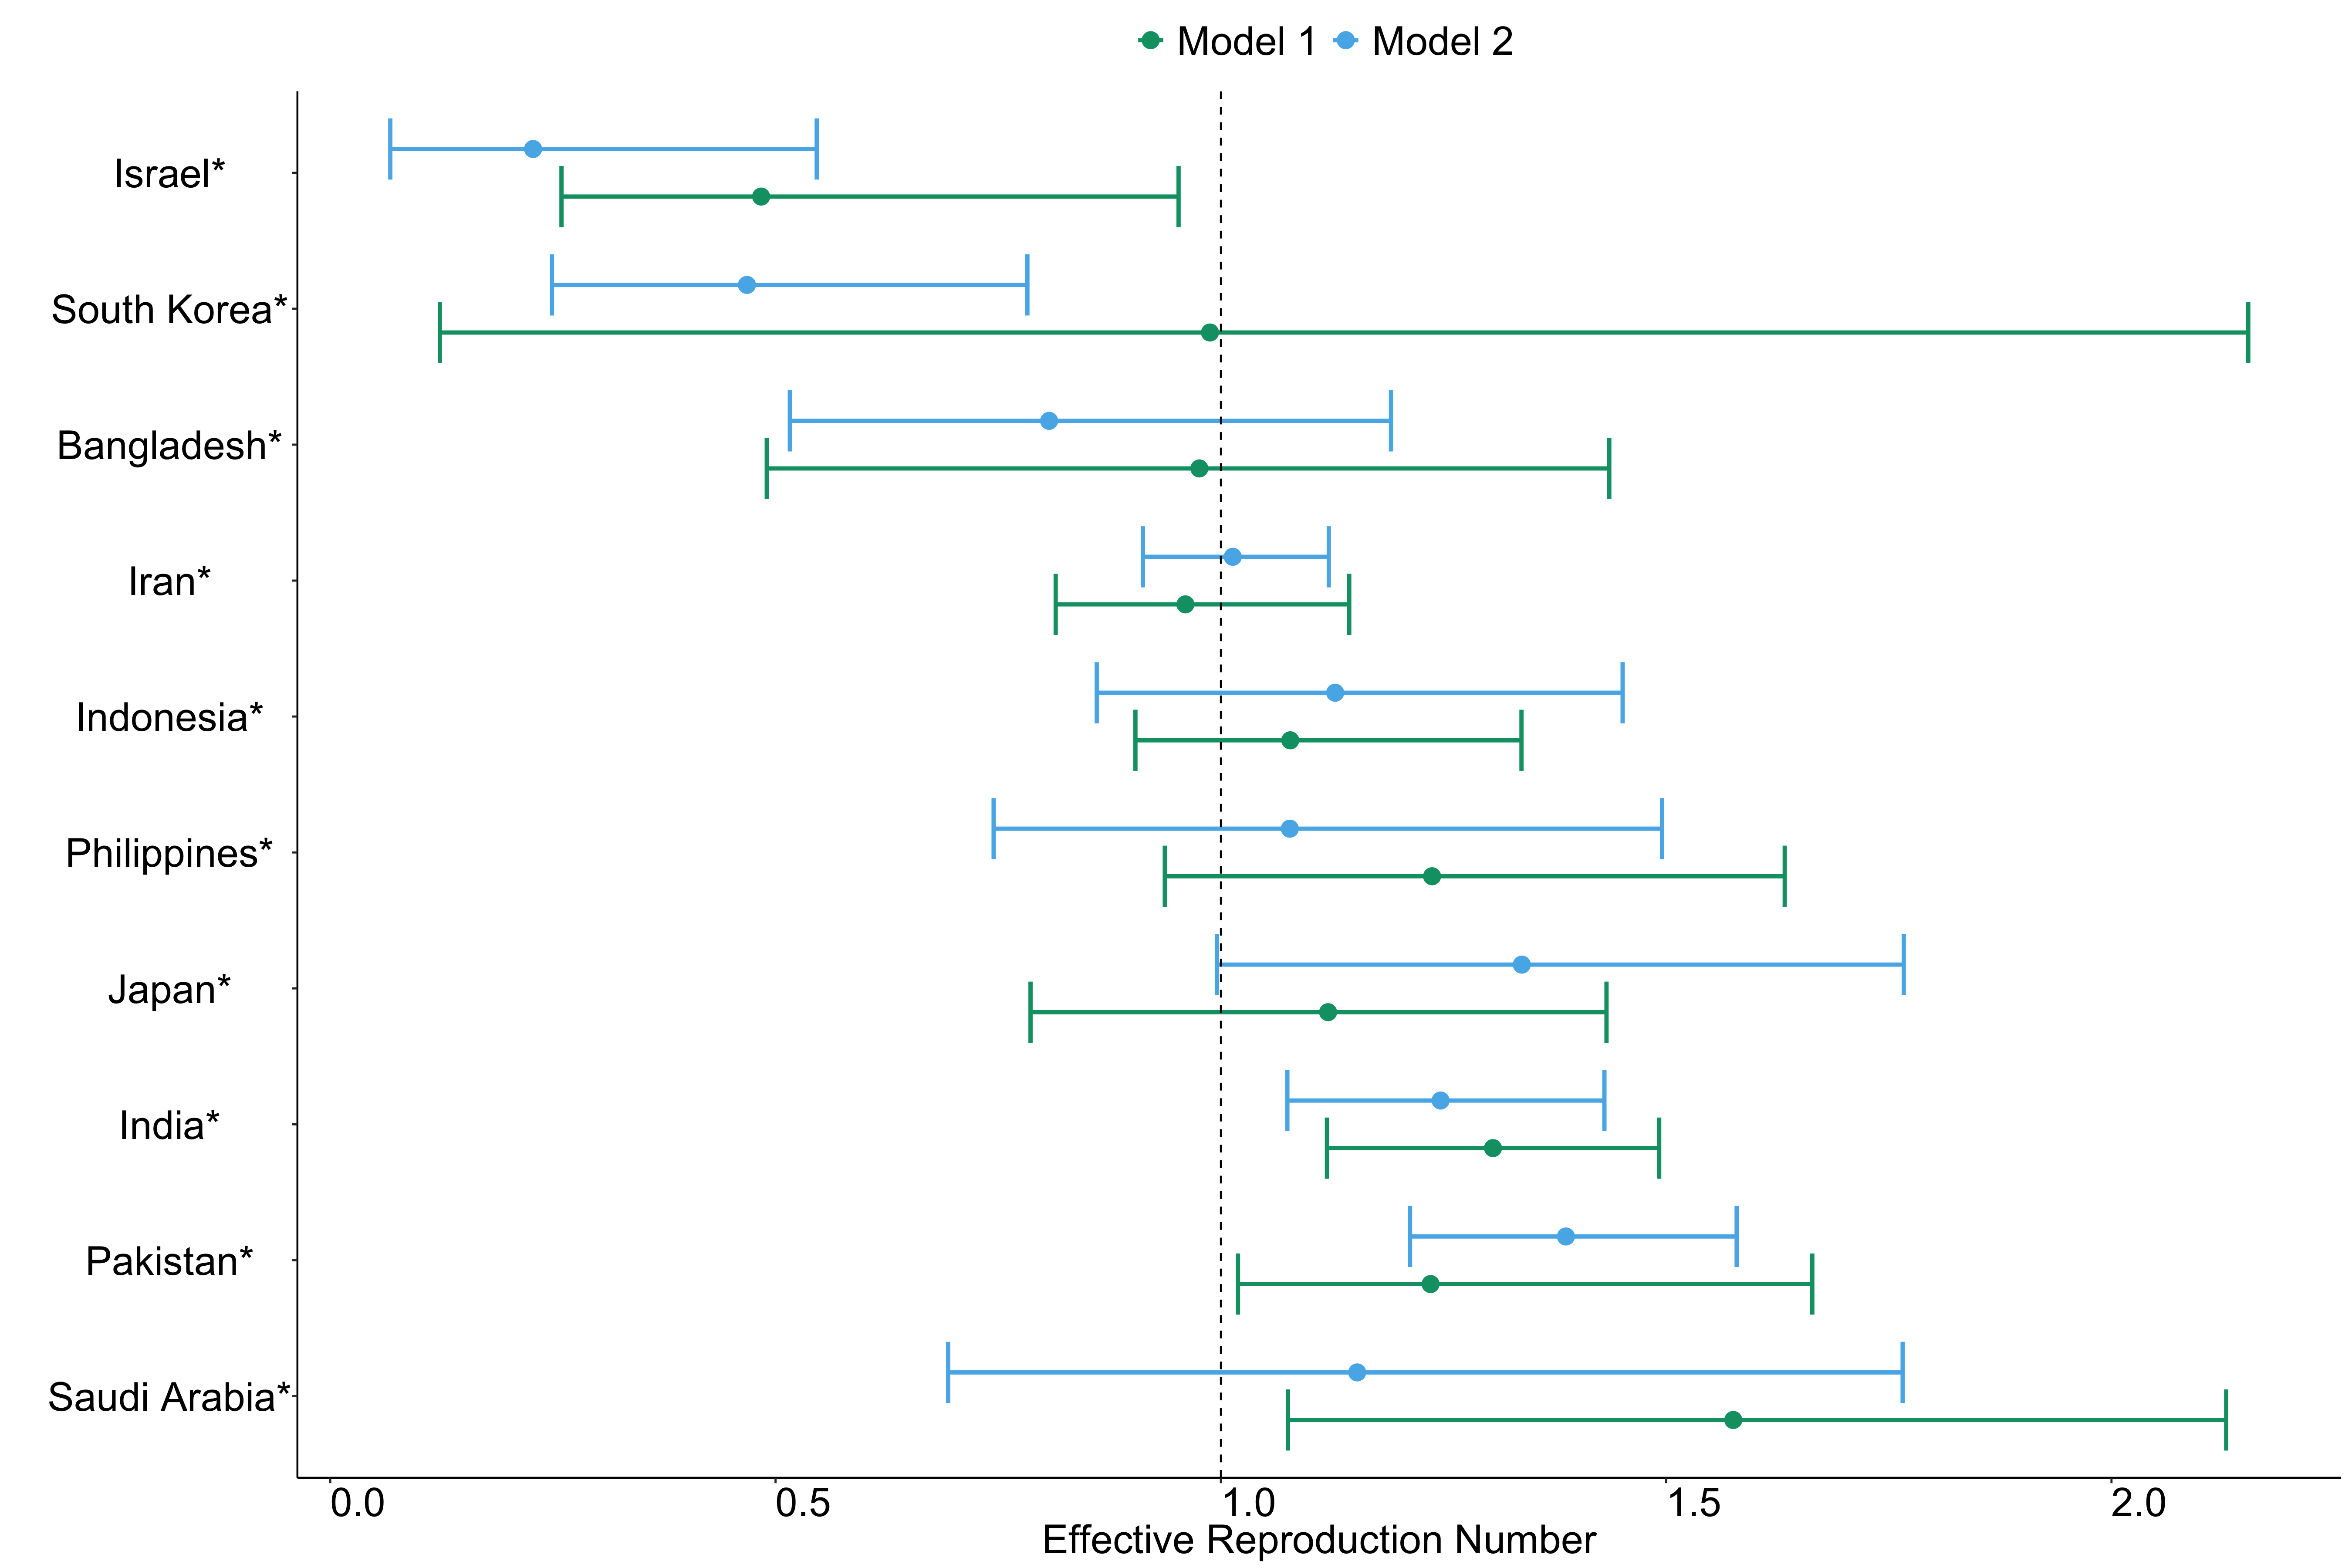 Model 1 Model 2
Israel*
South Korea*
Bangladesh*
Iran*
Indonesia*
Philippines*
Japan*
India*
Pakistan*
Saudi Arabia*
0.0 0.5 1.0 1.5 2.0
Effective Reproduction Number